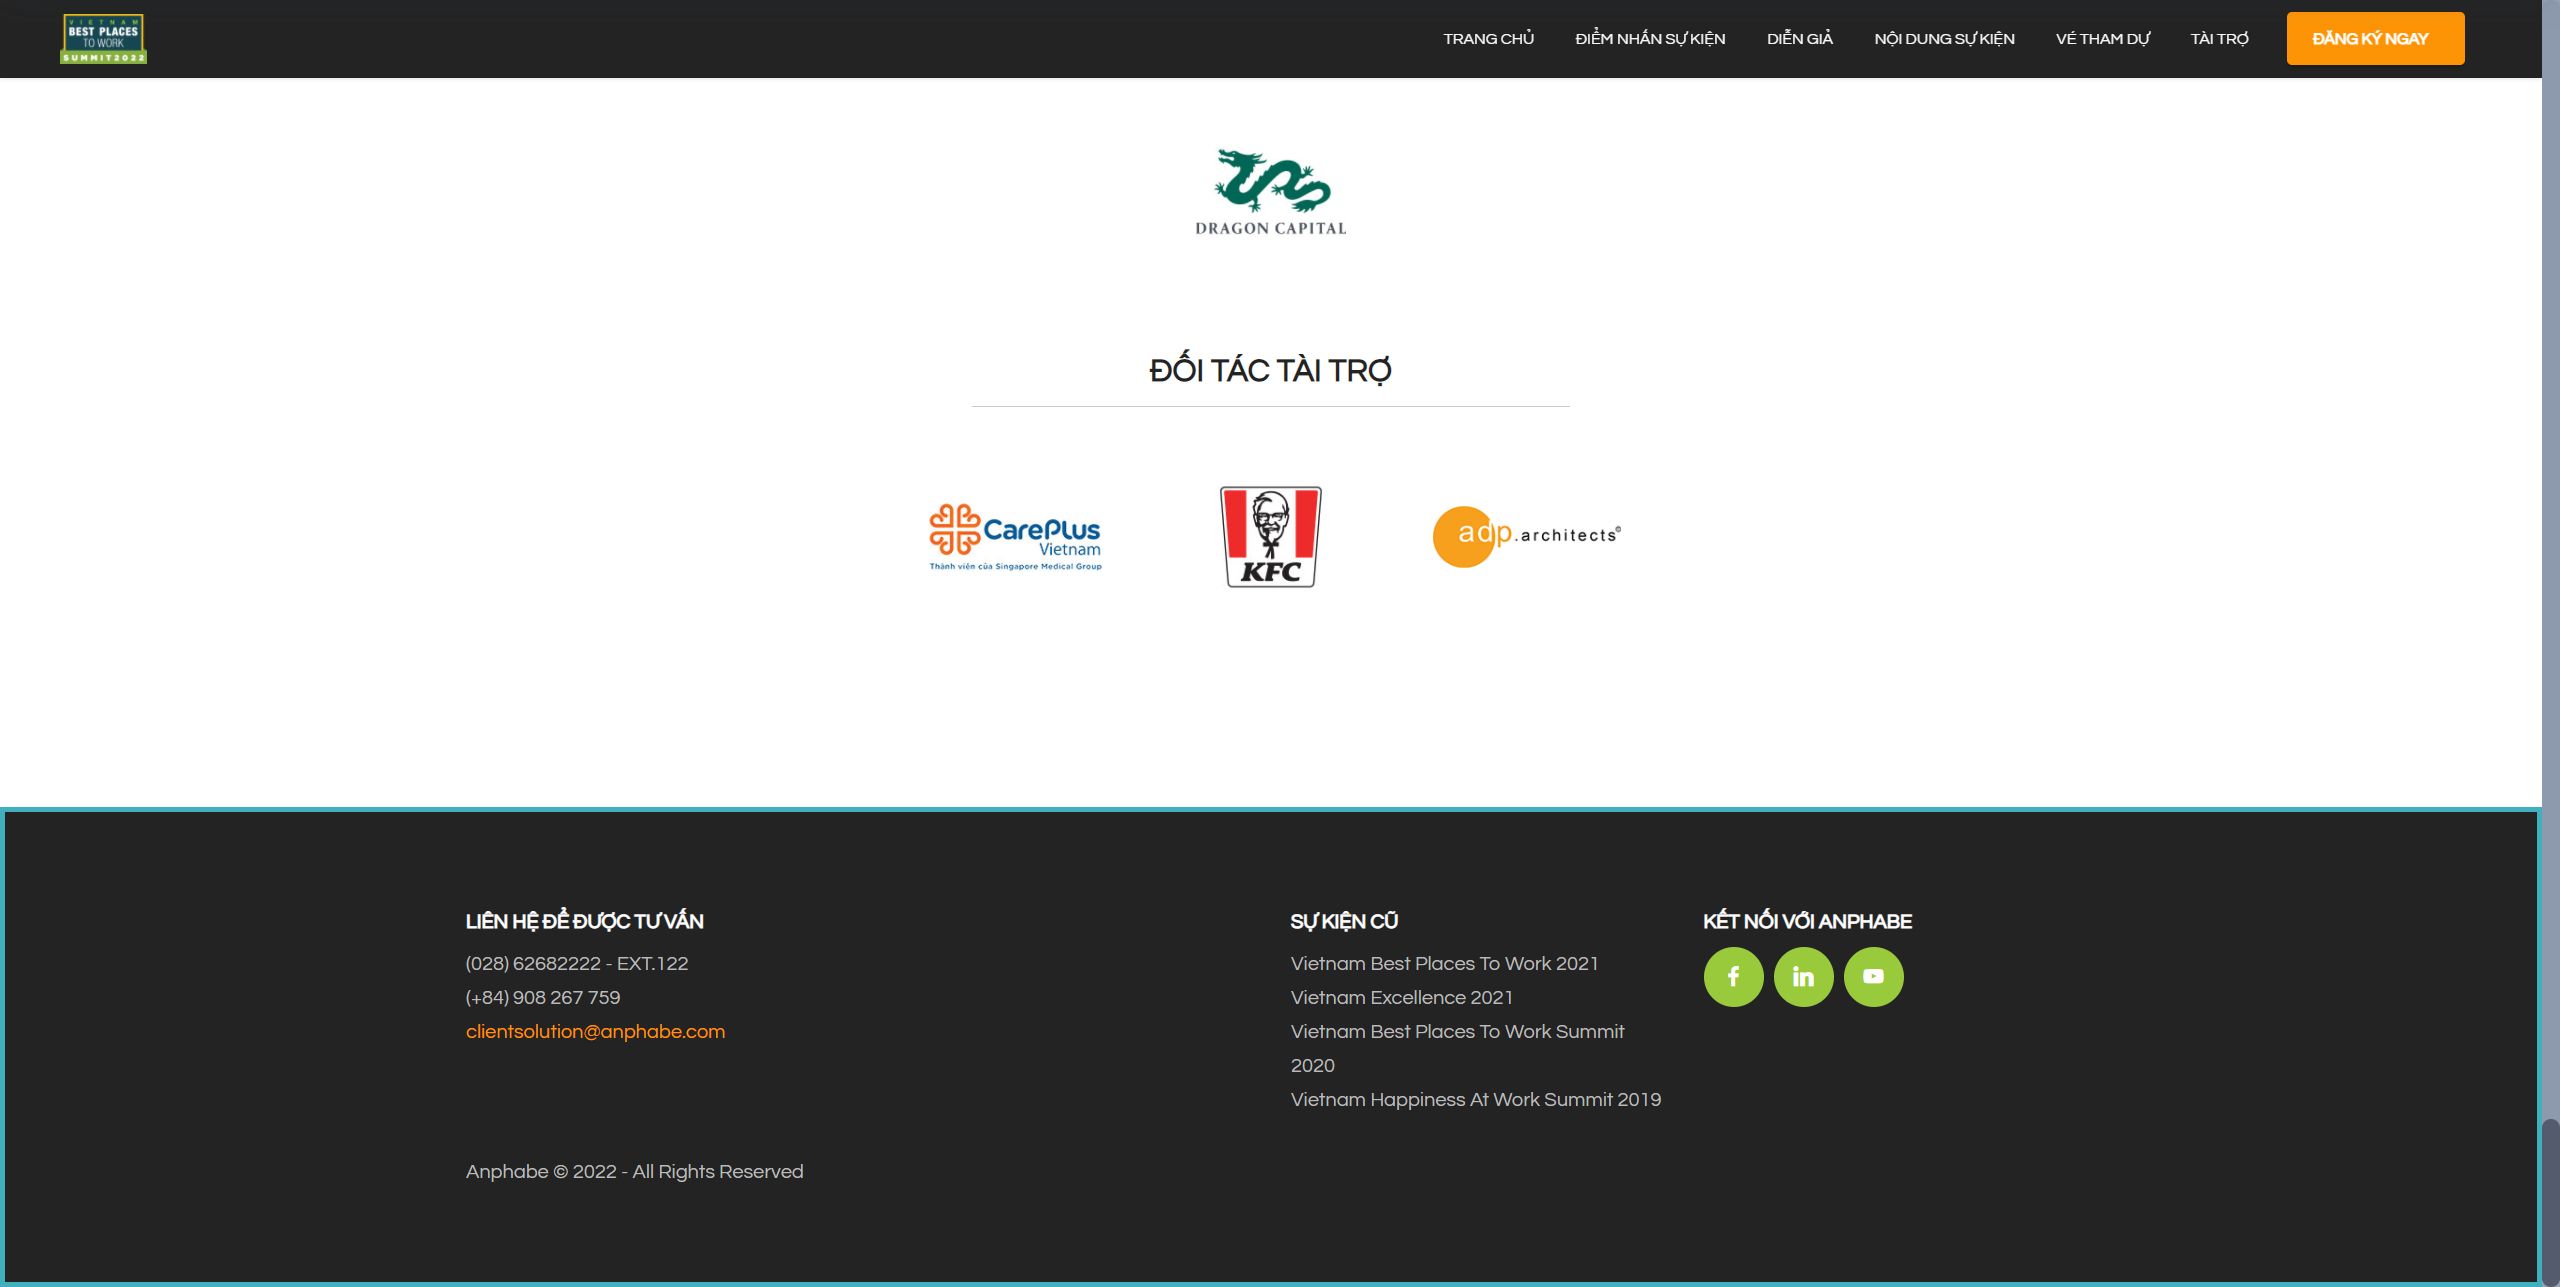 VIETNAM
BEST PLACES
TO WORK
SUMMIT2022
TRANG CHỦ
ĐIỂM NHẤN SỰ KIỆN
DIỄN GIẢ
NỘI DUNG SỰ KIỆN
VÉ THAM DỰ
TÀI TRỢ
ĐĂNG KÝ NGAY
DRAGON CAPITAL
ĐỐI TÁC TÀI TRỢ
CarePlus
Vietnam
Thành viên của Singapore Medical Group
KFC
adp.architects©
LIÊN HỆ ĐỂ ĐƯỢC TƯ VẤN
(028) 62682222 - EXT.122
(+84) 908 267 759
clientsolution@anphabe.com
SỰ KIỆN CŨ
Vietnam Best Places To Work 2021
Vietnam Excellence 2021
Vietnam Best Places To Work Summit
2020
Vietnam Happiness At Work Summit 2019
KẾT NỐI VỚI ANPHABE
Anphabe © 2022 - All Rights Reserved